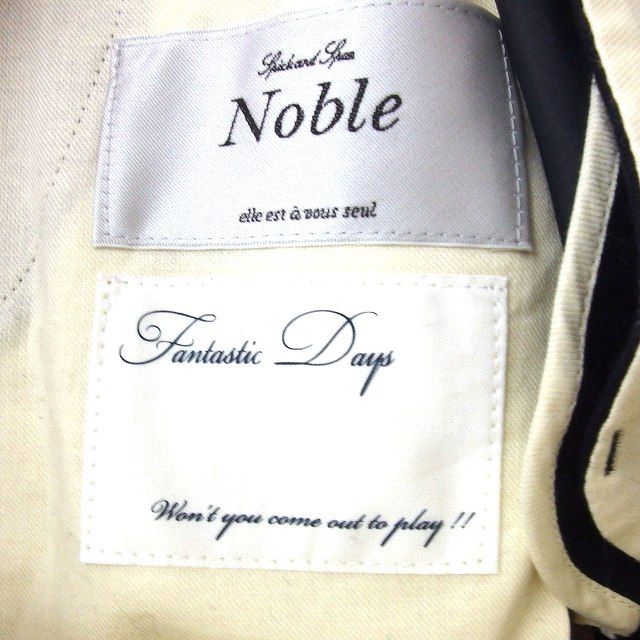 Spick and Span
Noble
elle est à vous seul
Fantastic Days
Won't you come out to play !!